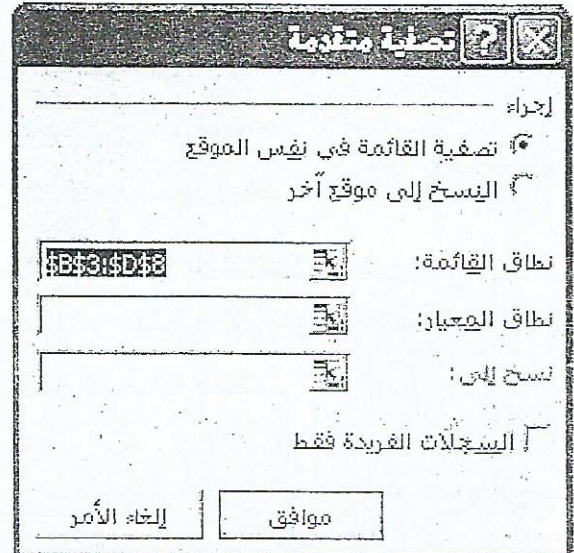 تصفية متقدمة
إجراء
تصفية القائمة في نفس الموقع
النسخ إلى موقع آخر
نطاق القائمة: $B$3:$D$8
نطاق المعيار:
نسخ إلى:
السجلات الفريدة فقط
موافق إلغاء الأمر